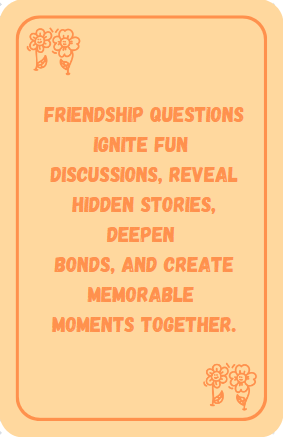 FRIENDSHIP QUESTIONS
IGNITE FUN
DISCUSSIONS, REVEAL
HIDDEN STORIES,
DEEPEN
BONDS, AND CREATE
MEMORABLE
MOMENTS TOGETHER.